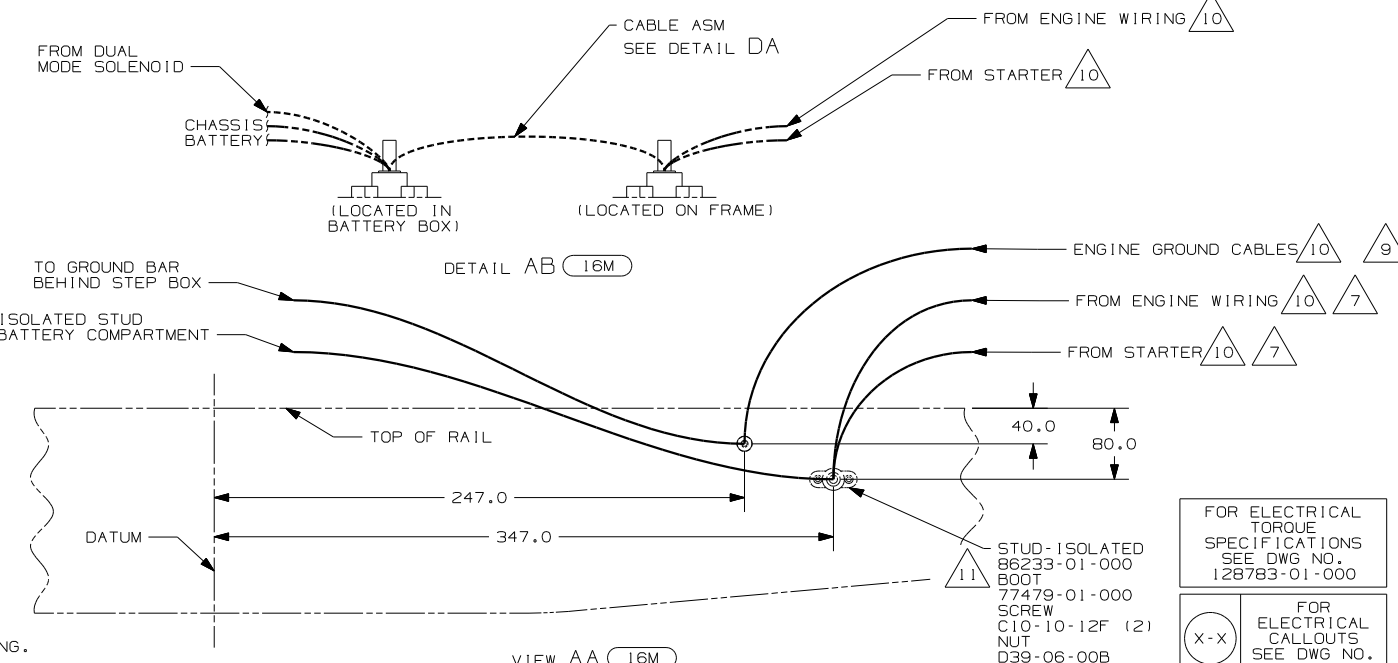 FROM DUAL
MODE SOLENOID
CHASSIS
BATTERY
CABLE ASM
SEE DETAIL DA
FROM ENGINE WIRING 10
FROM STARTER 10
(LOCATED IN
BATTERY BOX)
(LOCATED ON FRAME)
DETAIL AB 16M
TO GROUND BAR
BEHIND STEP BOX
ISOLATED STUD
BATTERY COMPARTMENT
ENGINE GROUND CABLES 10 9
FROM ENGINE WIRING 10 7
FROM STARTER 10 7
TOP OF RAIL
40.0
80.0
247.0
347.0
DATUM
11
STUD-ISOLATED
86233-01-000
BOOT
77479-01-000
SCREW
C10-10-12F (2)
NUT
D39-06-00B
FOR ELECTRICAL
TORQUE
SPECIFICATIONS
SEE DWG NO.
128783-01-000
X-X
FOR
ELECTRICAL
CALLOUTS
SEE DWG NO.
NG.
VIEW AA 16M